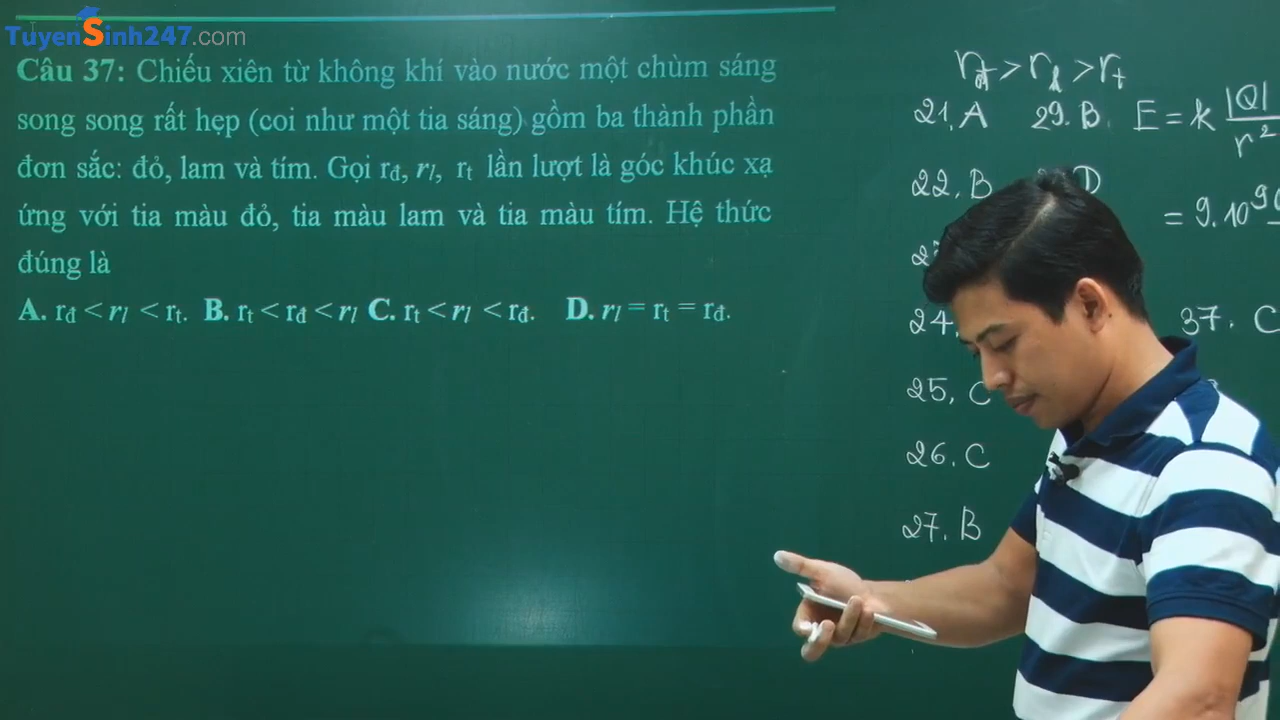 TuyenSinh247.com
Câu 37: Chiếu xiên từ không khí vào nước một chùm sáng
song song rất hẹp (coi như một tia sáng) gồm ba thành phần
đơn sắc: đỏ, lam và tím. Gọi rđ, rl, rt lần lượt là góc khúc xạ
ứng với tia màu đỏ, tia màu lam và tia màu tím. Hệ thức
đúng là
A. rđ < rl < rt. B. rt < rđ < rl C. rt < rl < rđ. D. rl = rt = rđ.
rđ > rl > rt
21. A 29. B. E = k |Q| / r²
22. B D
= 9.10⁹
24. 37. C
25. C
26. C
27. B